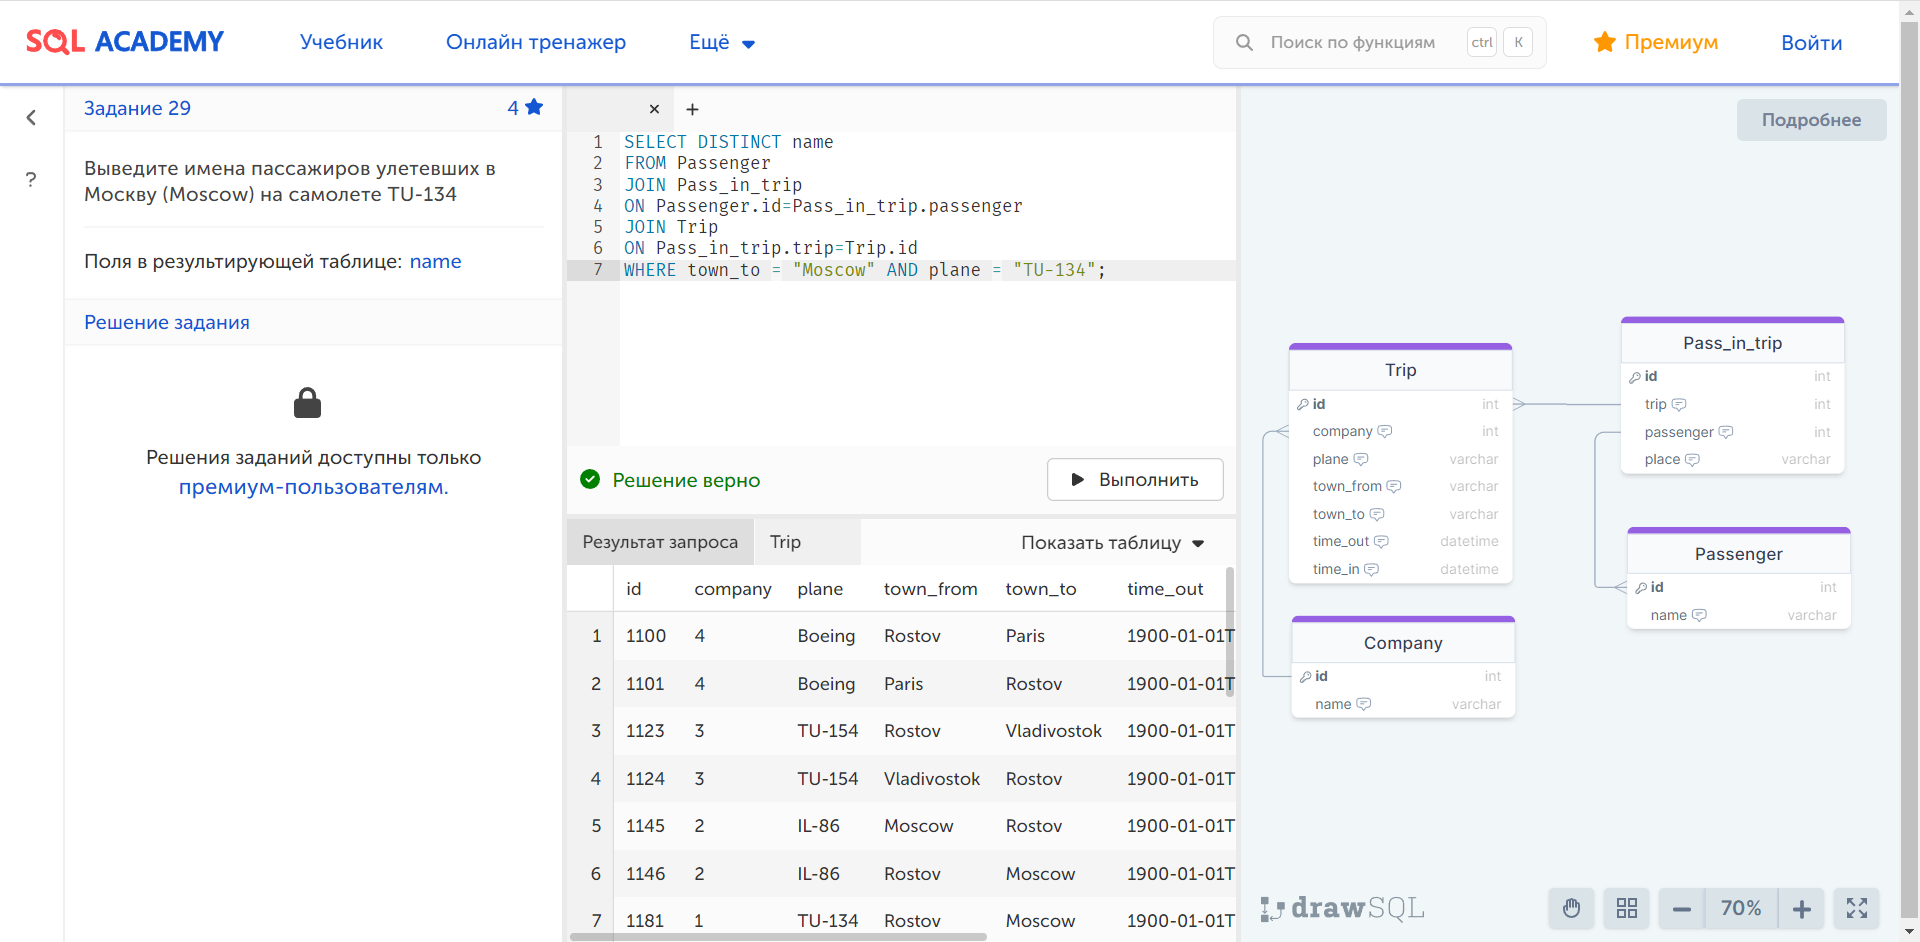 SQL ACADEMY
Учебник
Онлайн тренажер
Ещё
Поиск по функциям
ctrl
K
Премиум
Войти
Задание 29
4
?
Выведите имена пассажиров улетевших в
Москву (Moscow) на самолете TU-134
Поля в результирующей таблице: name
Решение задания
Решения заданий доступны только
премиум-пользователям.
1 SELECT DISTINCT name
2 FROM Passenger
3 JOIN Pass_in_trip
4 ON Passenger.id=Pass_in_trip.passenger
5 JOIN Trip
6 ON Pass_in_trip.trip=Trip.id
7 WHERE town_to = "Moscow" AND plane = "TU-134";
Решение верно
Выполнить
Результат запроса
Trip
Показать таблицу
id company plane town_from town_to time_out
1 1100 4 Boeing Rostov Paris 1900-01-01T
2 1101 4 Boeing Paris Rostov 1900-01-01T
3 1123 3 TU-154 Rostov Vladivostok 1900-01-01T
4 1124 3 TU-154 Vladivostok Rostov 1900-01-01T
5 1145 2 IL-86 Moscow Rostov 1900-01-01T
6 1146 2 IL-86 Rostov Moscow 1900-01-01T
7 1181 1 TU-134 Rostov Moscow 1900-01-01T
Подробнее
Trip
id int
company int
plane varchar
town_from varchar
town_to varchar
time_out datetime
time_in datetime
Company
id int
name varchar
Pass_in_trip
id int
trip int
passenger int
place varchar
Passenger
id int
name varchar
drawSQL
70%